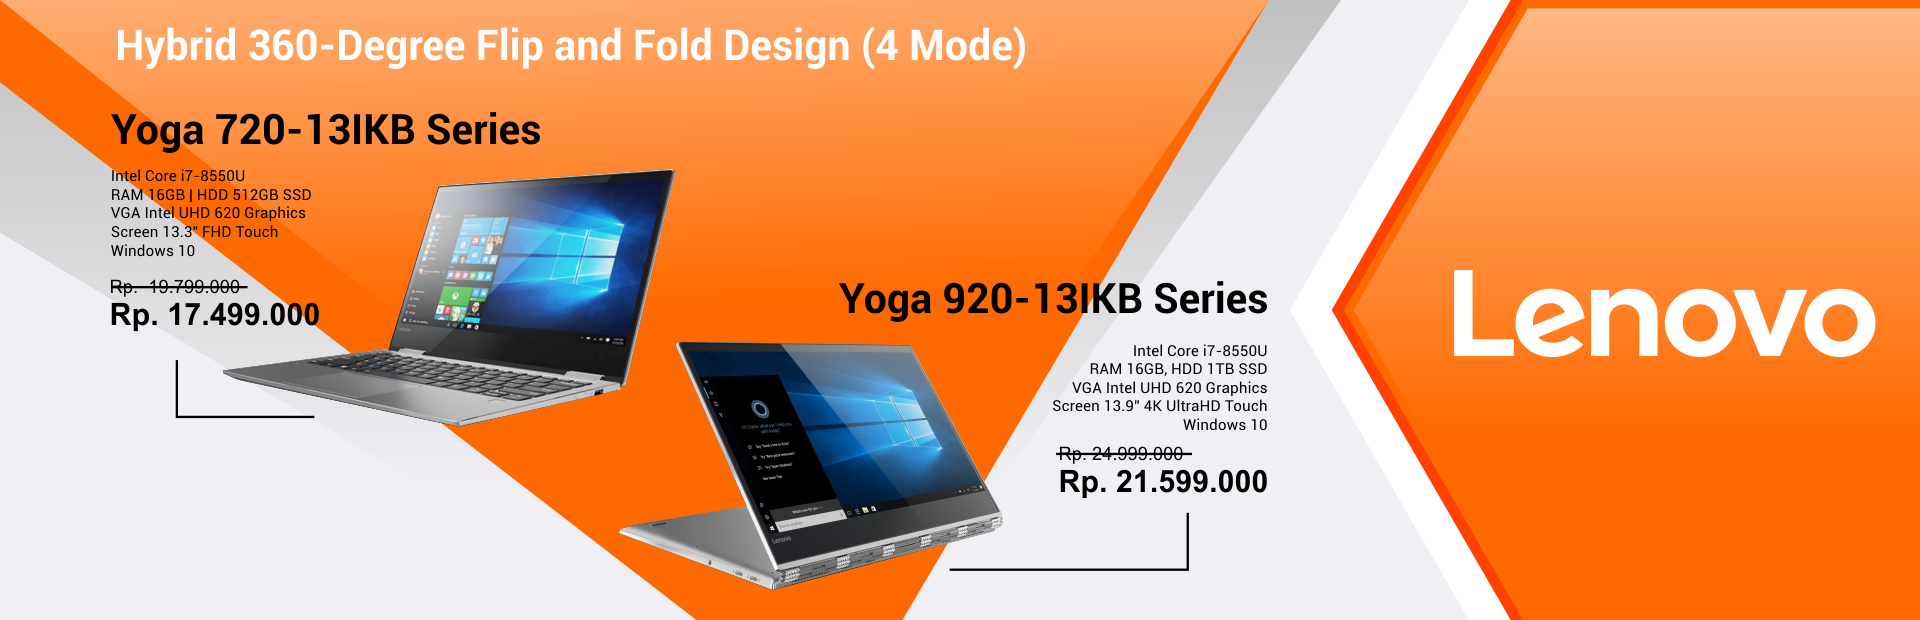 Hybrid 360-Degree Flip and Fold Design (4 Mode)
Yoga 720-13IKB Series
Intel Core i7-8550U
RAM 16GB | HDD 512GB SSD
VGA Intel UHD 620 Graphics
Screen 13.3" FHD Touch
Windows 10
Rp. 19.799.000
Rp. 17.499.000
Yoga 920-13IKB Series
Intel Core i7-8550U
RAM 16GB, HDD 1TB SSD
VGA Intel UHD 620 Graphics
Screen 13.9" 4K UltraHD Touch
Windows 10
Rp. 24.999.000
Rp. 21.599.000
Lenovo
Lenovo